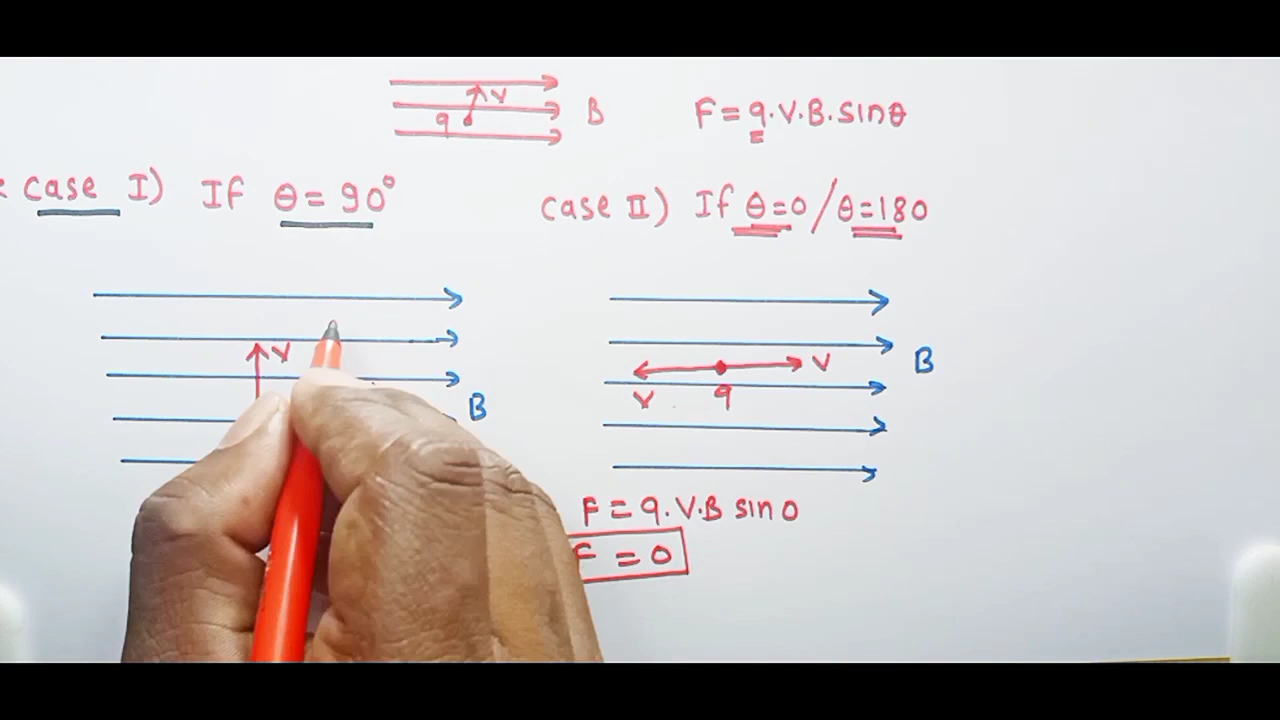 V
q
B
F = q.V.B.sinθ
case I) If θ = 90°
case II) If θ=0/θ=180
V
B
V
V
q
B
F = q.V.B sin 0
F = 0